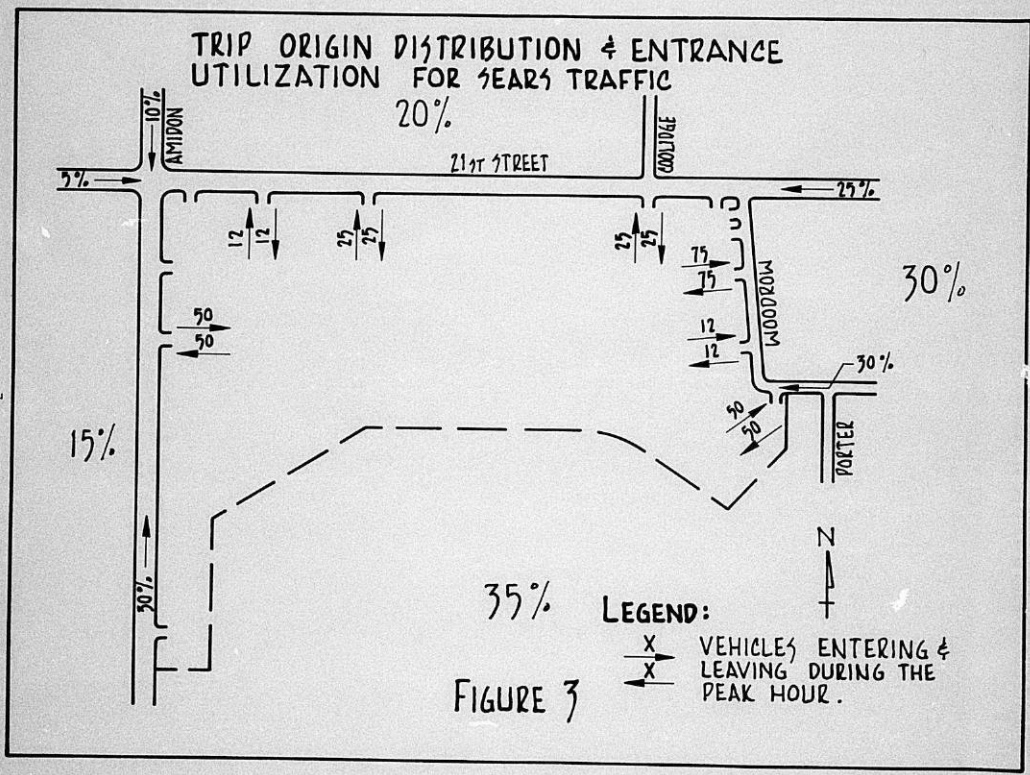 TRIP ORIGIN DISTRIBUTION & ENTRANCE
UTILIZATION FOR SEARS TRAFFIC
10%
AMIDON
20%
COOLIDGE
21ST STREET
5%
25%
12
12
25
25
25
25
75
75
WOODROW
30%
50
50
12
12
30%
50
50
15%
PORTER
N
30%
35%
LEGEND:
X
X
VEHICLES ENTERING &
LEAVING DURING THE
PEAK HOUR.
FIGURE 3